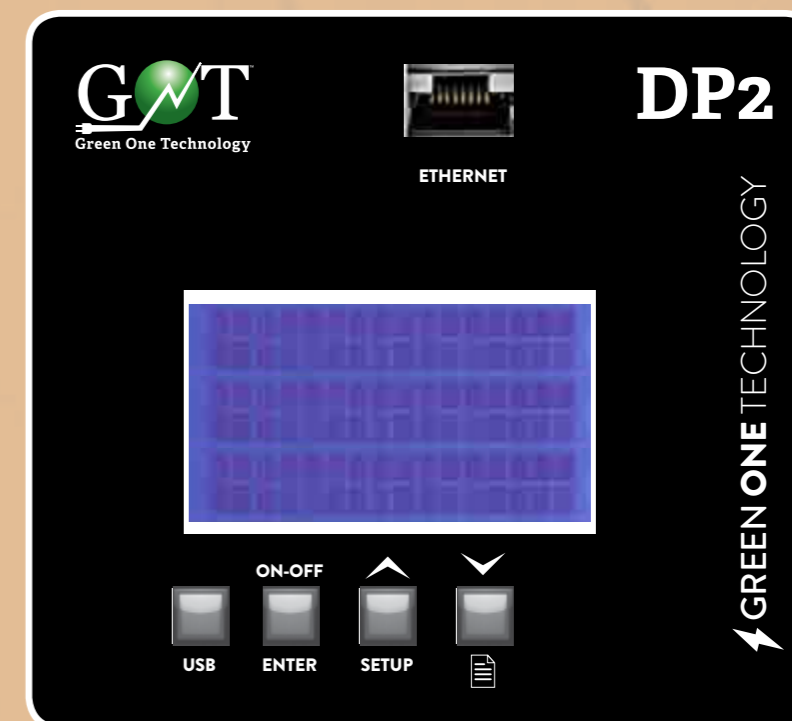 GOT
Green One Technology
ETHERNET
DP2
GREEN ONE TECHNOLOGY
ON-OFF
USB
ENTER
SETUP